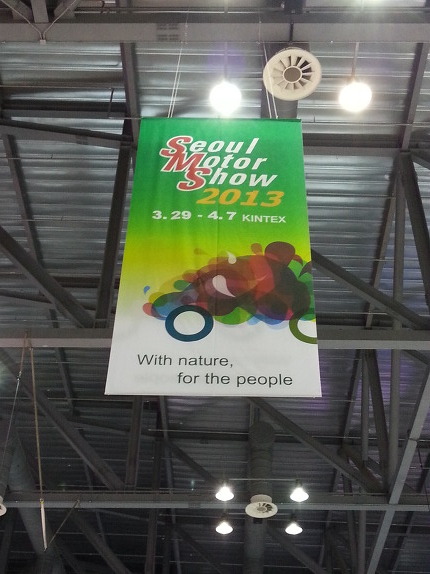 Seoul
Motor
Show
2013
3.29 - 4.7 KINTEX
With nature,
for the people